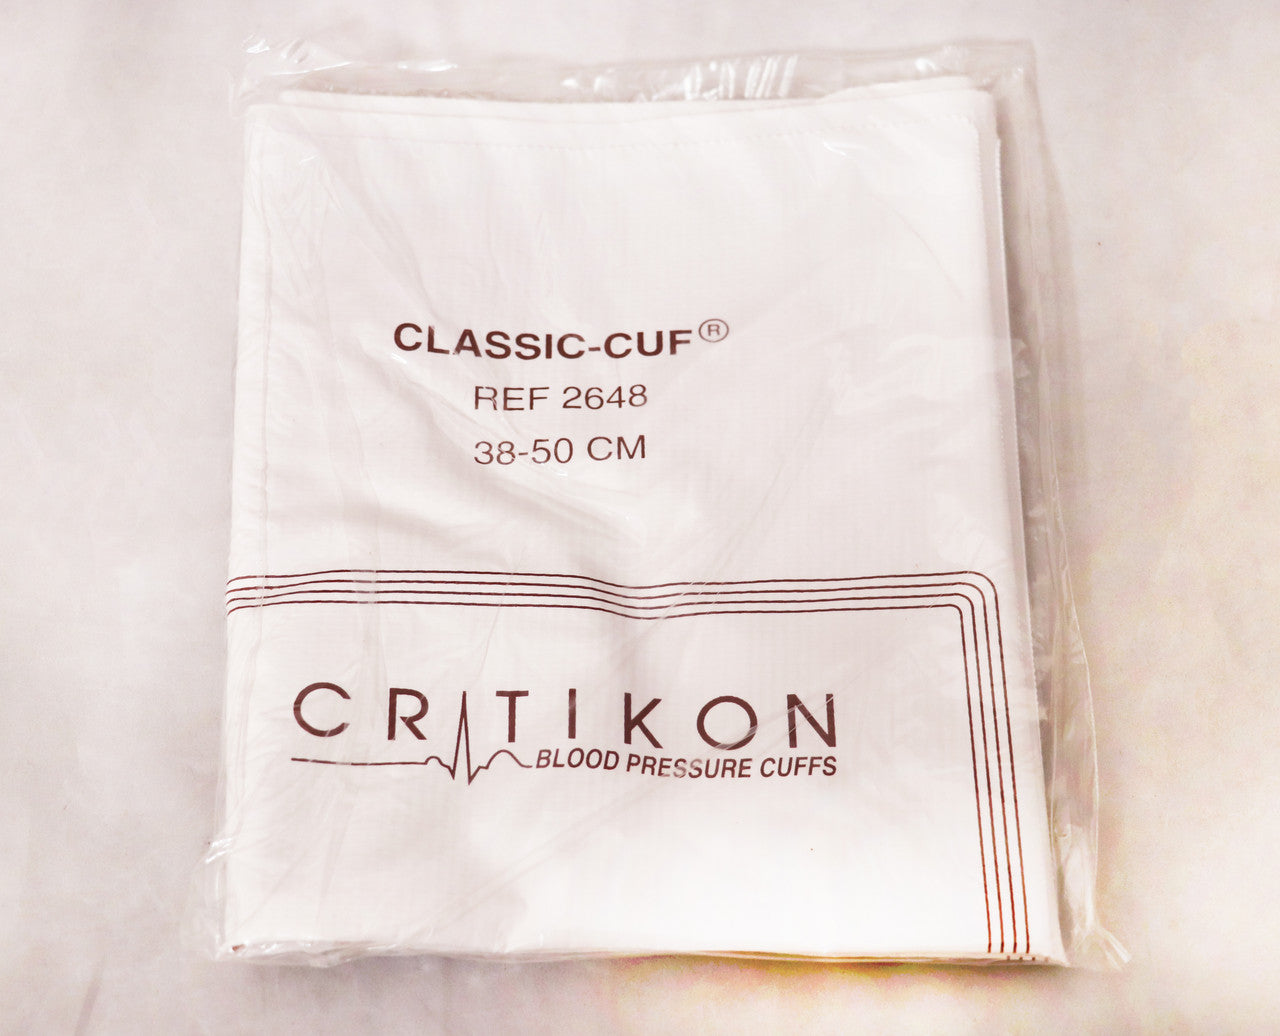 CLASSIC-CUF®
REF 2648
38-50 CM
CRITIKON
BLOOD PRESSURE CUFFS